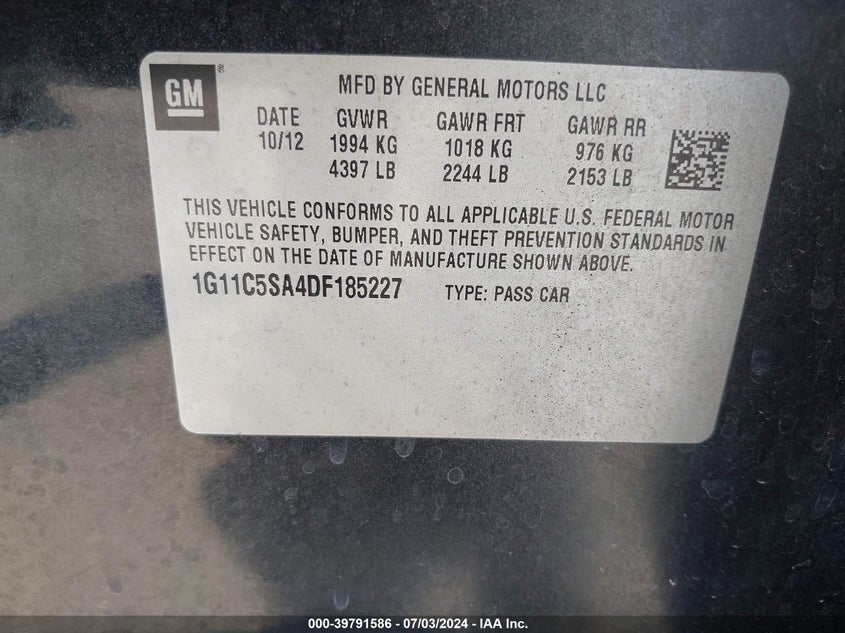 GM®
MFD BY GENERAL MOTORS LLC
DATE GVWR GAWR FRT GAWR RR
10/12 1994 KG 1018 KG 976 KG
4397 LB 2244 LB 2153 LB
THIS VEHICLE CONFORMS TO ALL APPLICABLE U.S. FEDERAL MOTOR
VEHICLE SAFETY, BUMPER, AND THEFT PREVENTION STANDARDS IN
EFFECT ON THE DATE OF MANUFACTURE SHOWN ABOVE.
1G11C5SA4DF185227 TYPE: PASS CAR
000-39791586 - 07/03/2024 - IAA Inc.